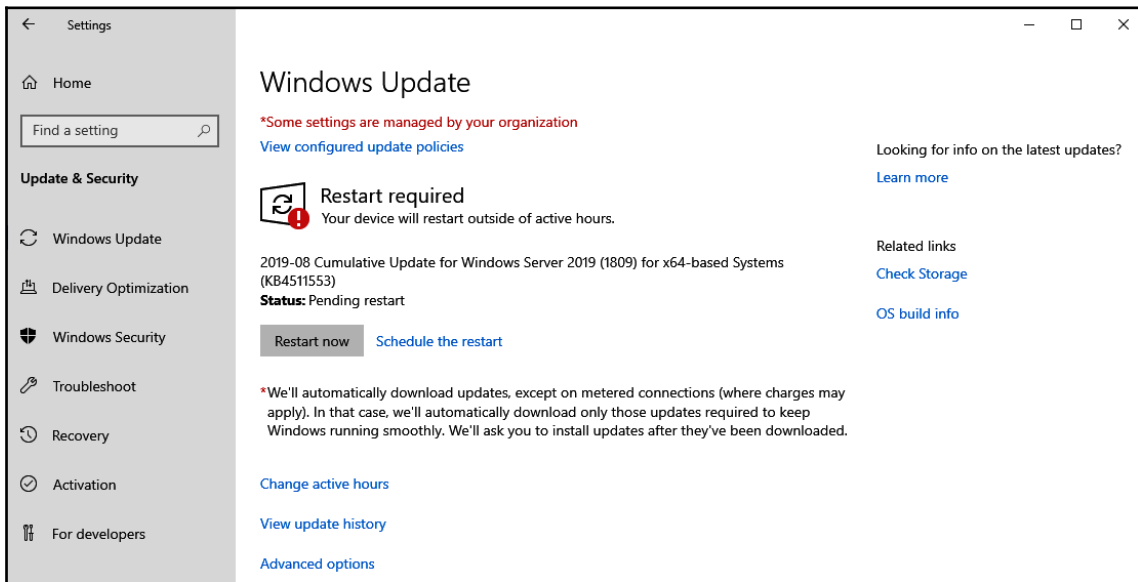 Settings
Home
Find a setting
Update & Security
Windows Update
Delivery Optimization
Windows Security
Troubleshoot
Recovery
Activation
For developers
Windows Update
*Some settings are managed by your organization
View configured update policies
Restart required
Your device will restart outside of active hours.
2019-08 Cumulative Update for Windows Server 2019 (1809) for x64-based Systems
(KB4511553)
Status: Pending restart
Restart now
Schedule the restart
*We'll automatically download updates, except on metered connections (where charges may
apply). In that case, we'll automatically download only those updates required to keep
Windows running smoothly. We'll ask you to install updates after they've been downloaded.
Change active hours
View update history
Advanced options
Looking for info on the latest updates?
Learn more
Related links
Check Storage
OS build info